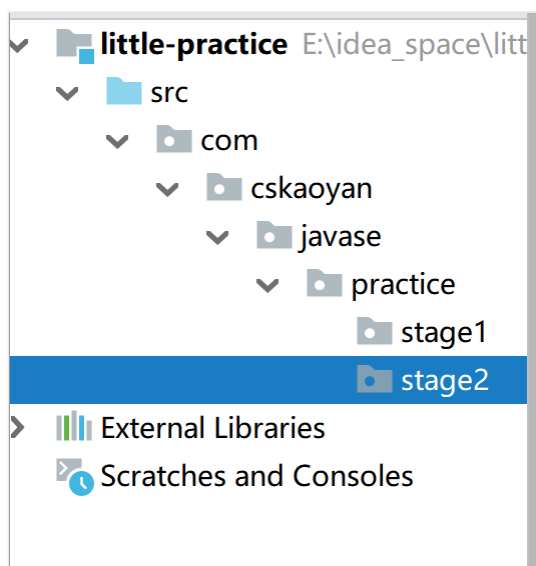 little-practice E:\idea_space\litt
src
com
cskaoyan
javase
practice
stage1
stage2
External Libraries
Scratches and Consoles